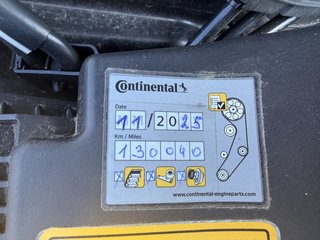 Continental
Date
11/2025
Km / Miles
130040
x x x
www.continental-engineparts.com